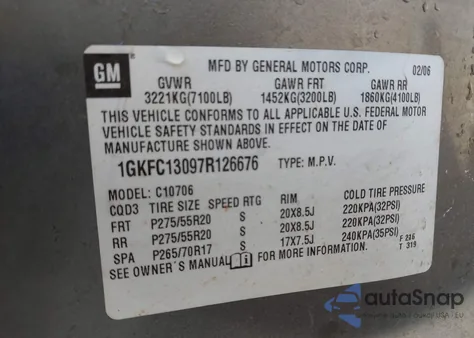 GM
MFD BY GENERAL MOTORS CORP. 02/06
GVWR GAWR FRT GAWR RR
3221KG(7100LB) 1452KG(3200LB) 1860KG(4100LB)
THIS VEHICLE CONFORMS TO ALL APPLICABLE U.S. FEDERAL MOTOR
VEHICLE SAFETY STANDARDS IN EFFECT ON THE DATE OF
MANUFACTURE SHOWN ABOVE.
1GKFC13097R126676 TYPE: M.P.V.
MODEL: C10706
CQD3 TIRE SIZE SPEED RTG RIM COLD TIRE PRESSURE
FRT P275/55R20 S 20X8.5J 220KPA(32PSI)
RR P275/55R20 S 20X8.5J 220KPA(32PSI)
SPA P265/70R17 S 17X7.5J 240KPA(35PSI)
SEE OWNER'S MANUAL FOR MORE INFORMATION.
T 319
autoSnap